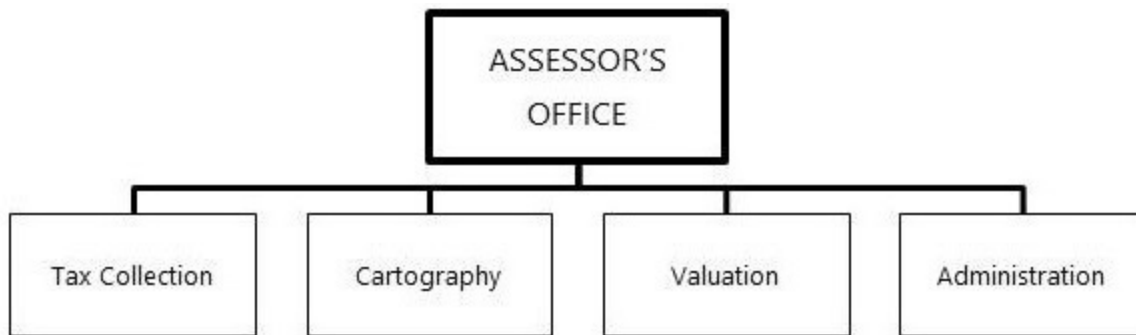 ASSESSOR’S
OFFICE
Tax Collection
Cartography
Valuation
Administration